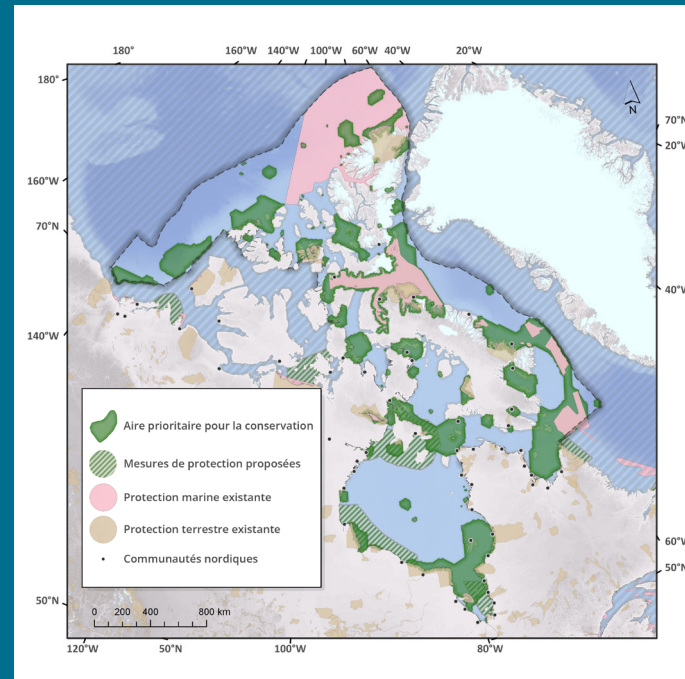 180° 160°W 140°W 100°W 80°W 60°W 40°W 20°W
180°
N
70°N
20°W
160°W
70°N
40°W
140°W
Aire prioritaire pour la conservation
Mesures de protection proposées
Protection marine existante
Protection terrestre existante
Communautés nordiques
60°W
50°N
50°N
0 200 400 800 km
120°W 50°N 100°W 80°W